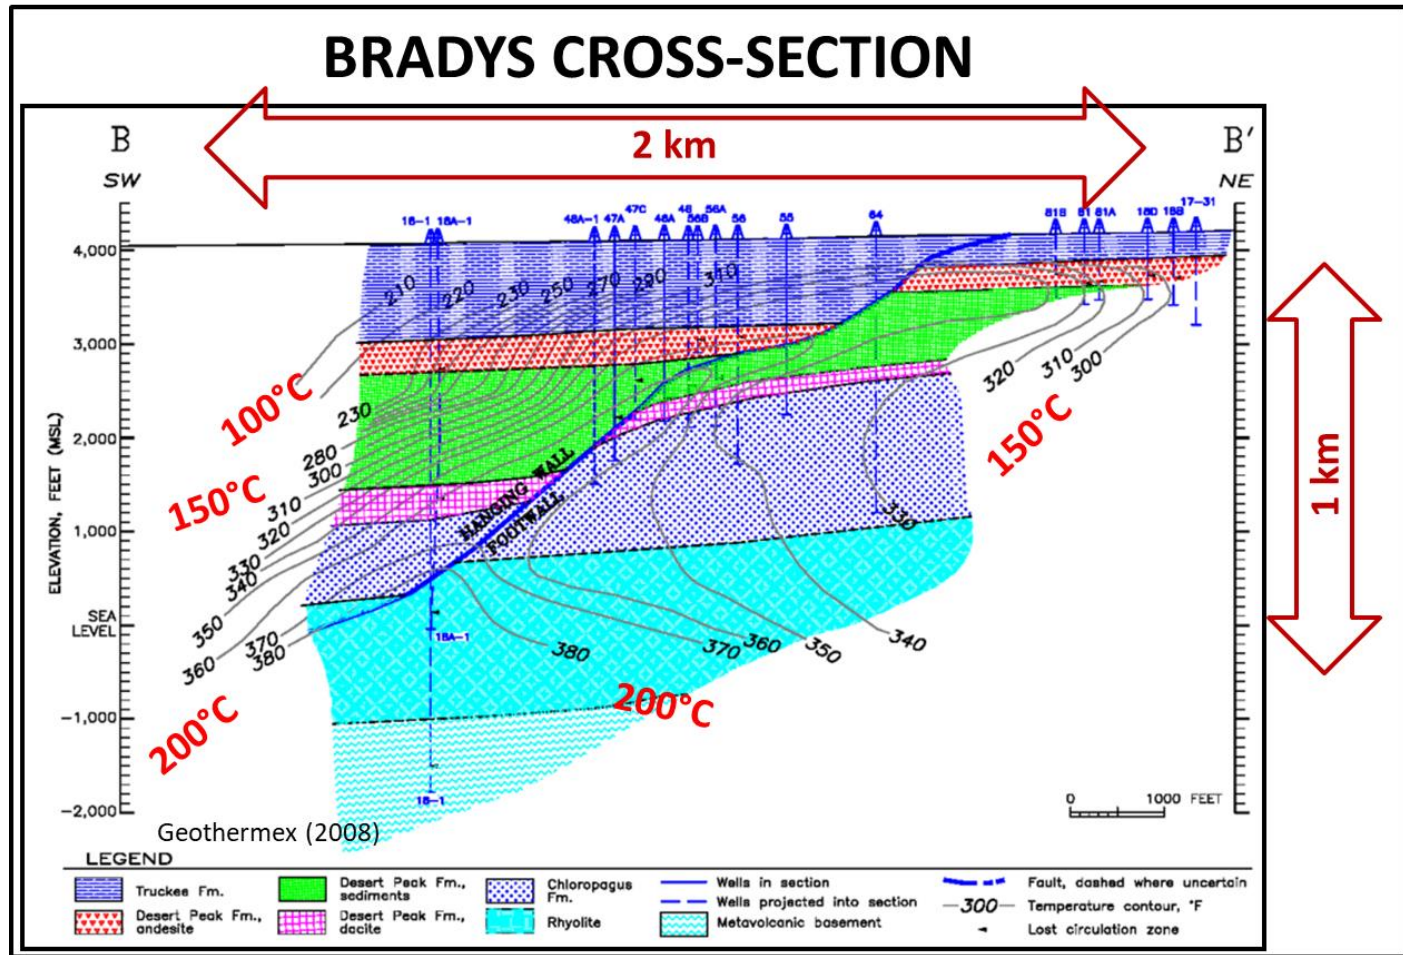 BRADYS CROSS-SECTION
2 km
B
B′
SW
NE
16-1 18A-1 48A-1 47A 47C 46A 48 56B 56A 56 55 64 81B 81 81A 18D 18B 17-31
4,000
3,000
2,000
1,000
SEA
LEVEL
-1,000
-2,000
ELEVATION, FEET (MSL)
210
220
230
250
270
290
310
230
280
300
310
320
330
340
350
360
370
380
100°C
150°C
200°C
HANGING WALL
FOOTWALL
320
310
300
150°C
330
380
370
360
350
340
200°C
18A-1
16-1
1 km
0 1000 FEET
Geothermex (2008)
LEGEND
Truckee Fm.
Desert Peak Fm.,
andesite
Desert Peak Fm.,
sediments
Desert Peak Fm.,
dacite
Chloropagus
Fm.
Rhyolite
Wells in section
Wells projected into section
Metavolcanic basement
Fault, dashed where uncertain
300 Temperature contour, °F
Lost circulation zone